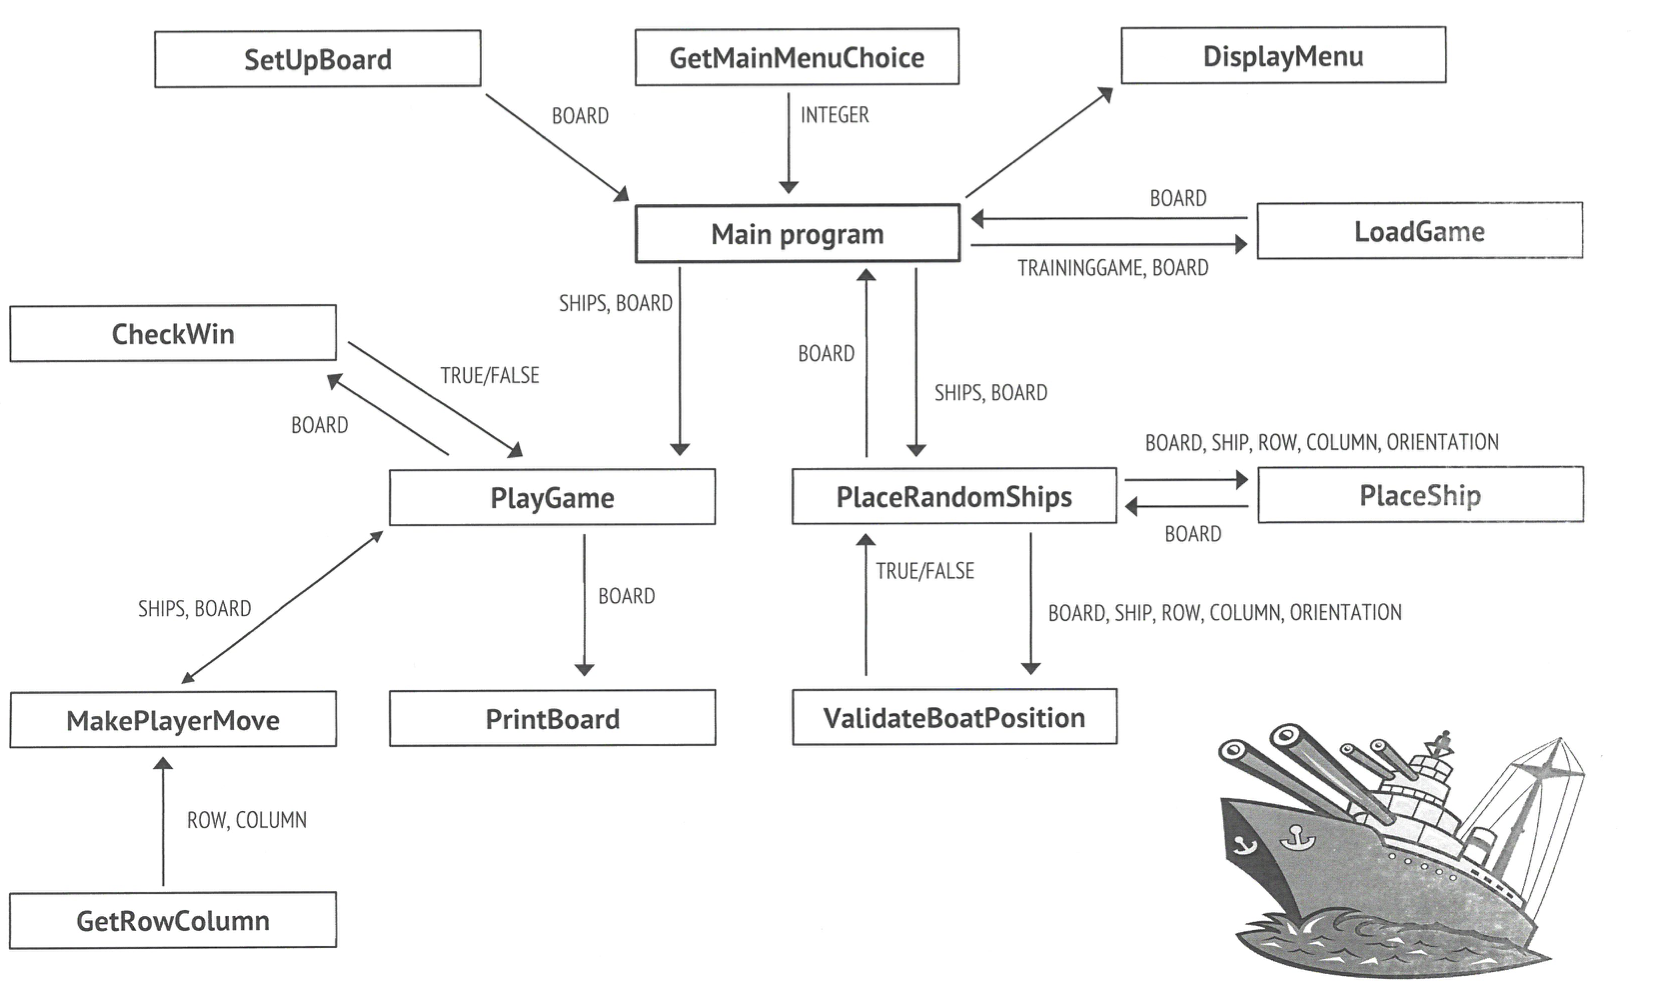 SetUpBoard
GetMainMenuChoice
DisplayMenu
BOARD
INTEGER
BOARD
Main program
LoadGame
TRAININGGAME, BOARD
SHIPS, BOARD
CheckWin
BOARD
TRUE/FALSE
SHIPS, BOARD
BOARD
BOARD, SHIP, ROW, COLUMN, ORIENTATION
PlayGame
PlaceRandomShips
PlaceShip
BOARD
TRUE/FALSE
BOARD
SHIPS, BOARD
BOARD, SHIP, ROW, COLUMN, ORIENTATION
MakePlayerMove
PrintBoard
ValidateBoatPosition
ROW, COLUMN
GetRowColumn